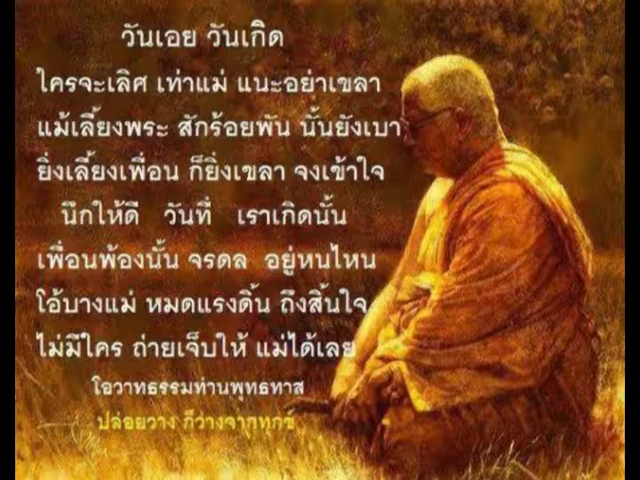 วันเอย วันเกิด
ใครจะเลิศ เท่าแม่ แนะอย่าเขลา
แม้เลี้ยงพระ สักร้อยพัน นั้นยังเบา
ยิ่งเลี้ยงเพื่อน ก็ยิ่งเขลา จงเข้าใจ
นึกให้ดี วันที่ เราเกิดนั้น
เพื่อนพ้องนั้น จรดล อยู่หนไหน
โอ้บางแม่ หมดแรงดิ้น ถึงสิ้นใจ
ไม่มีใคร ถ่ายเจ็บให้ แม่ได้เลย
โอวาทธรรมท่านพุทธทาส
ปล่อยวาง ก็ว่างจากทุกข์